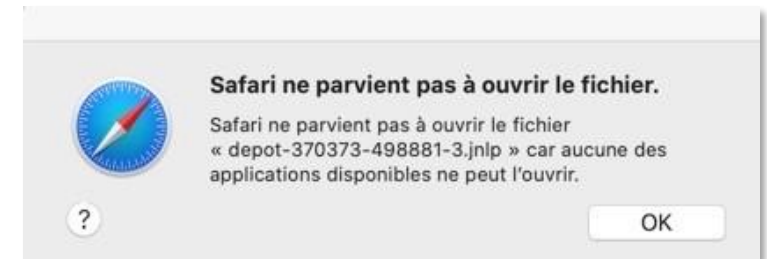 Safari ne parvient pas à ouvrir le fichier.
Safari ne parvient pas à ouvrir le fichier
« depot-370373-498881-3.jnlp » car aucune des
applications disponibles ne peut l’ouvrir.
?
OK